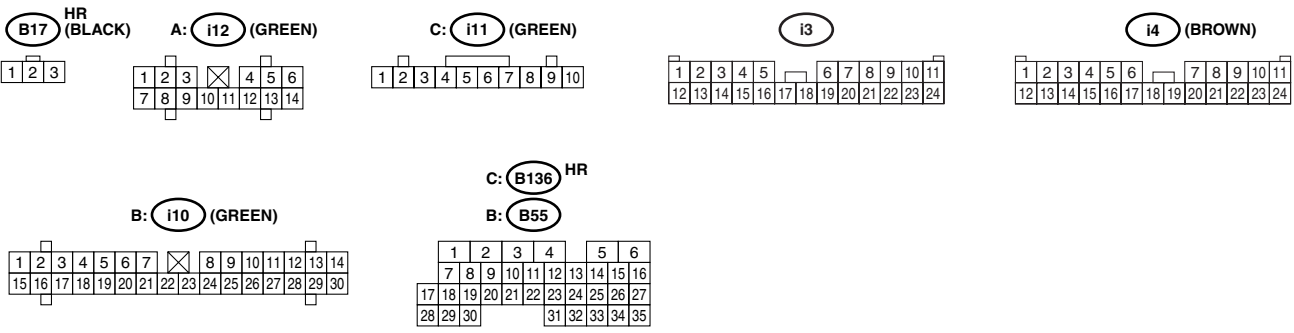 HR
B17 (BLACK)
1 2 3
A: i12 (GREEN)
1 2 3 4 5 6
7 8 9 10 11 12 13 14
C: i11 (GREEN)
1 2 3 4 5 6 7 8 9 10
i3
1 2 3 4 5 6 7 8 9 10 11
12 13 14 15 16 17 18 19 20 21 22 23 24
i4 (BROWN)
1 2 3 4 5 6 7 8 9 10 11
12 13 14 15 16 17 18 19 20 21 22 23 24
B: i10 (GREEN)
1 2 3 4 5 6 7 8 9 10 11 12 13 14
15 16 17 18 19 20 21 22 23 24 25 26 27 28 29 30
C: B136 HR
B: B55
1 2 3 4 5 6
7 8 9 10 11 12 13 14 15 16
17 18 19 20 21 22 23 24 25 26 27
28 29 30 31 32 33 34 35